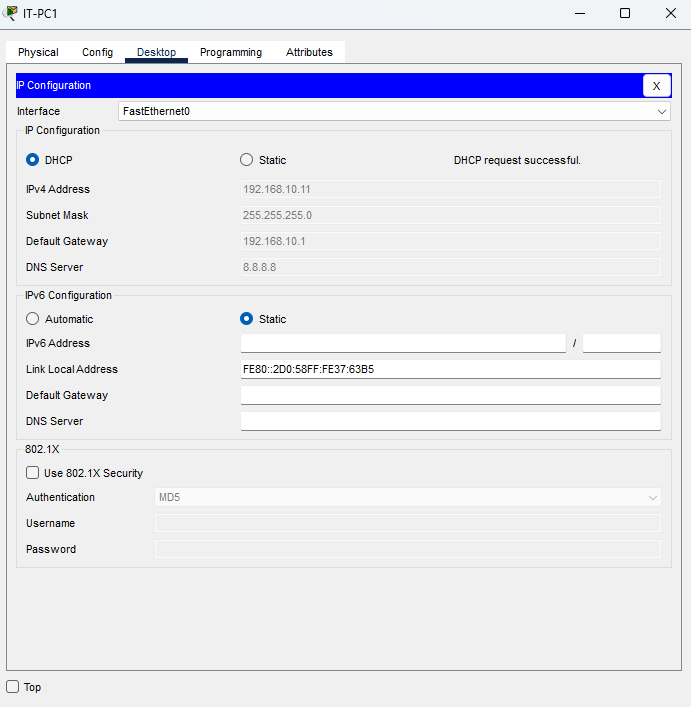 IT-PC1
Physical Config Desktop Programming Attributes
IP Configuration X
Interface FastEthernet0
IP Configuration
DHCP Static DHCP request successful.
IPv4 Address 192.168.10.11
Subnet Mask 255.255.255.0
Default Gateway 192.168.10.1
DNS Server 8.8.8.8
IPv6 Configuration
Automatic Static
IPv6 Address /
Link Local Address FE80::2D0:58FF:FE37:63B5
Default Gateway
DNS Server
802.1X
Use 802.1X Security
Authentication MD5
Username
Password
Top